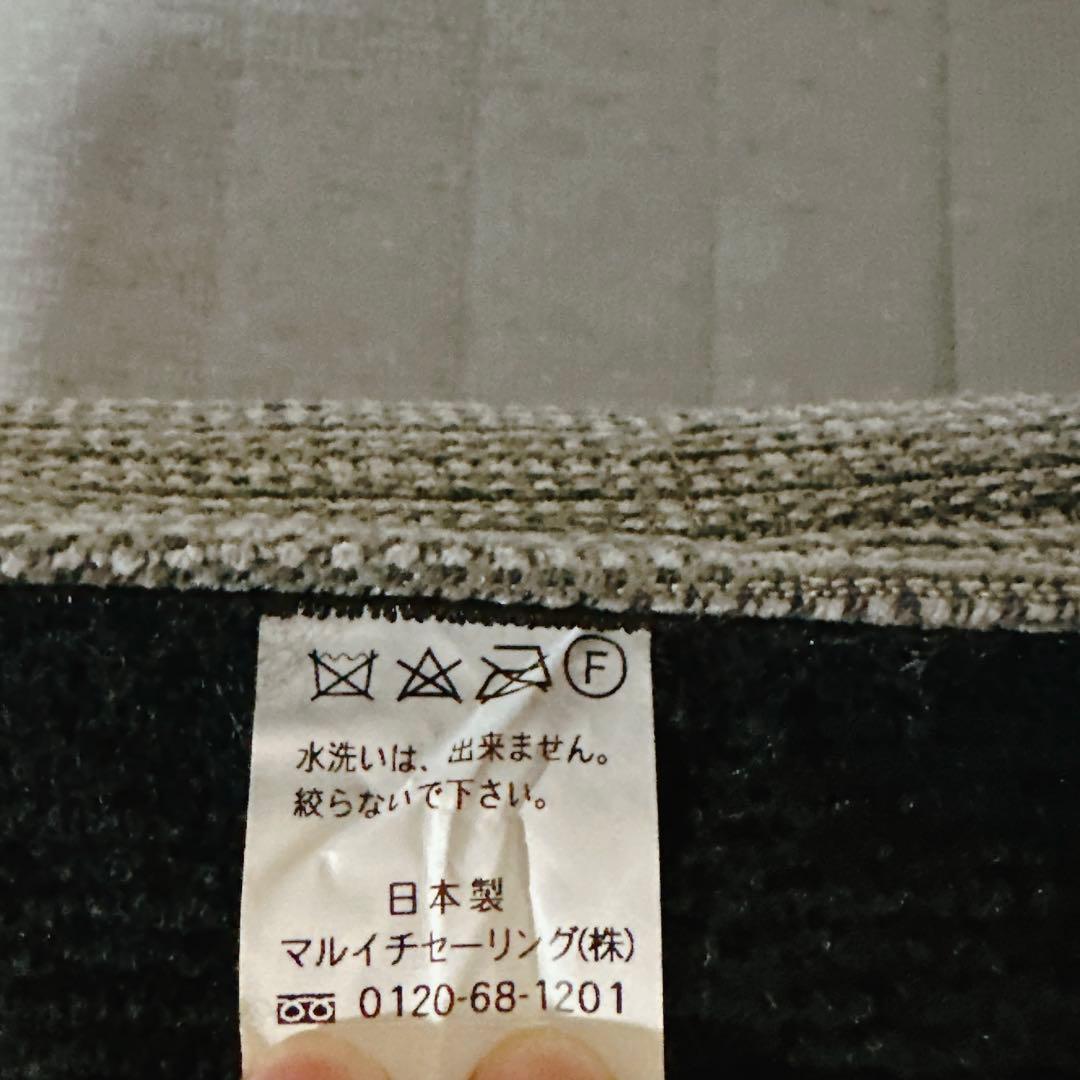 F
水洗いは、出来ません。
絞らないで下さい。
日本製
マルイチセーリング(株)
0120-68-1201